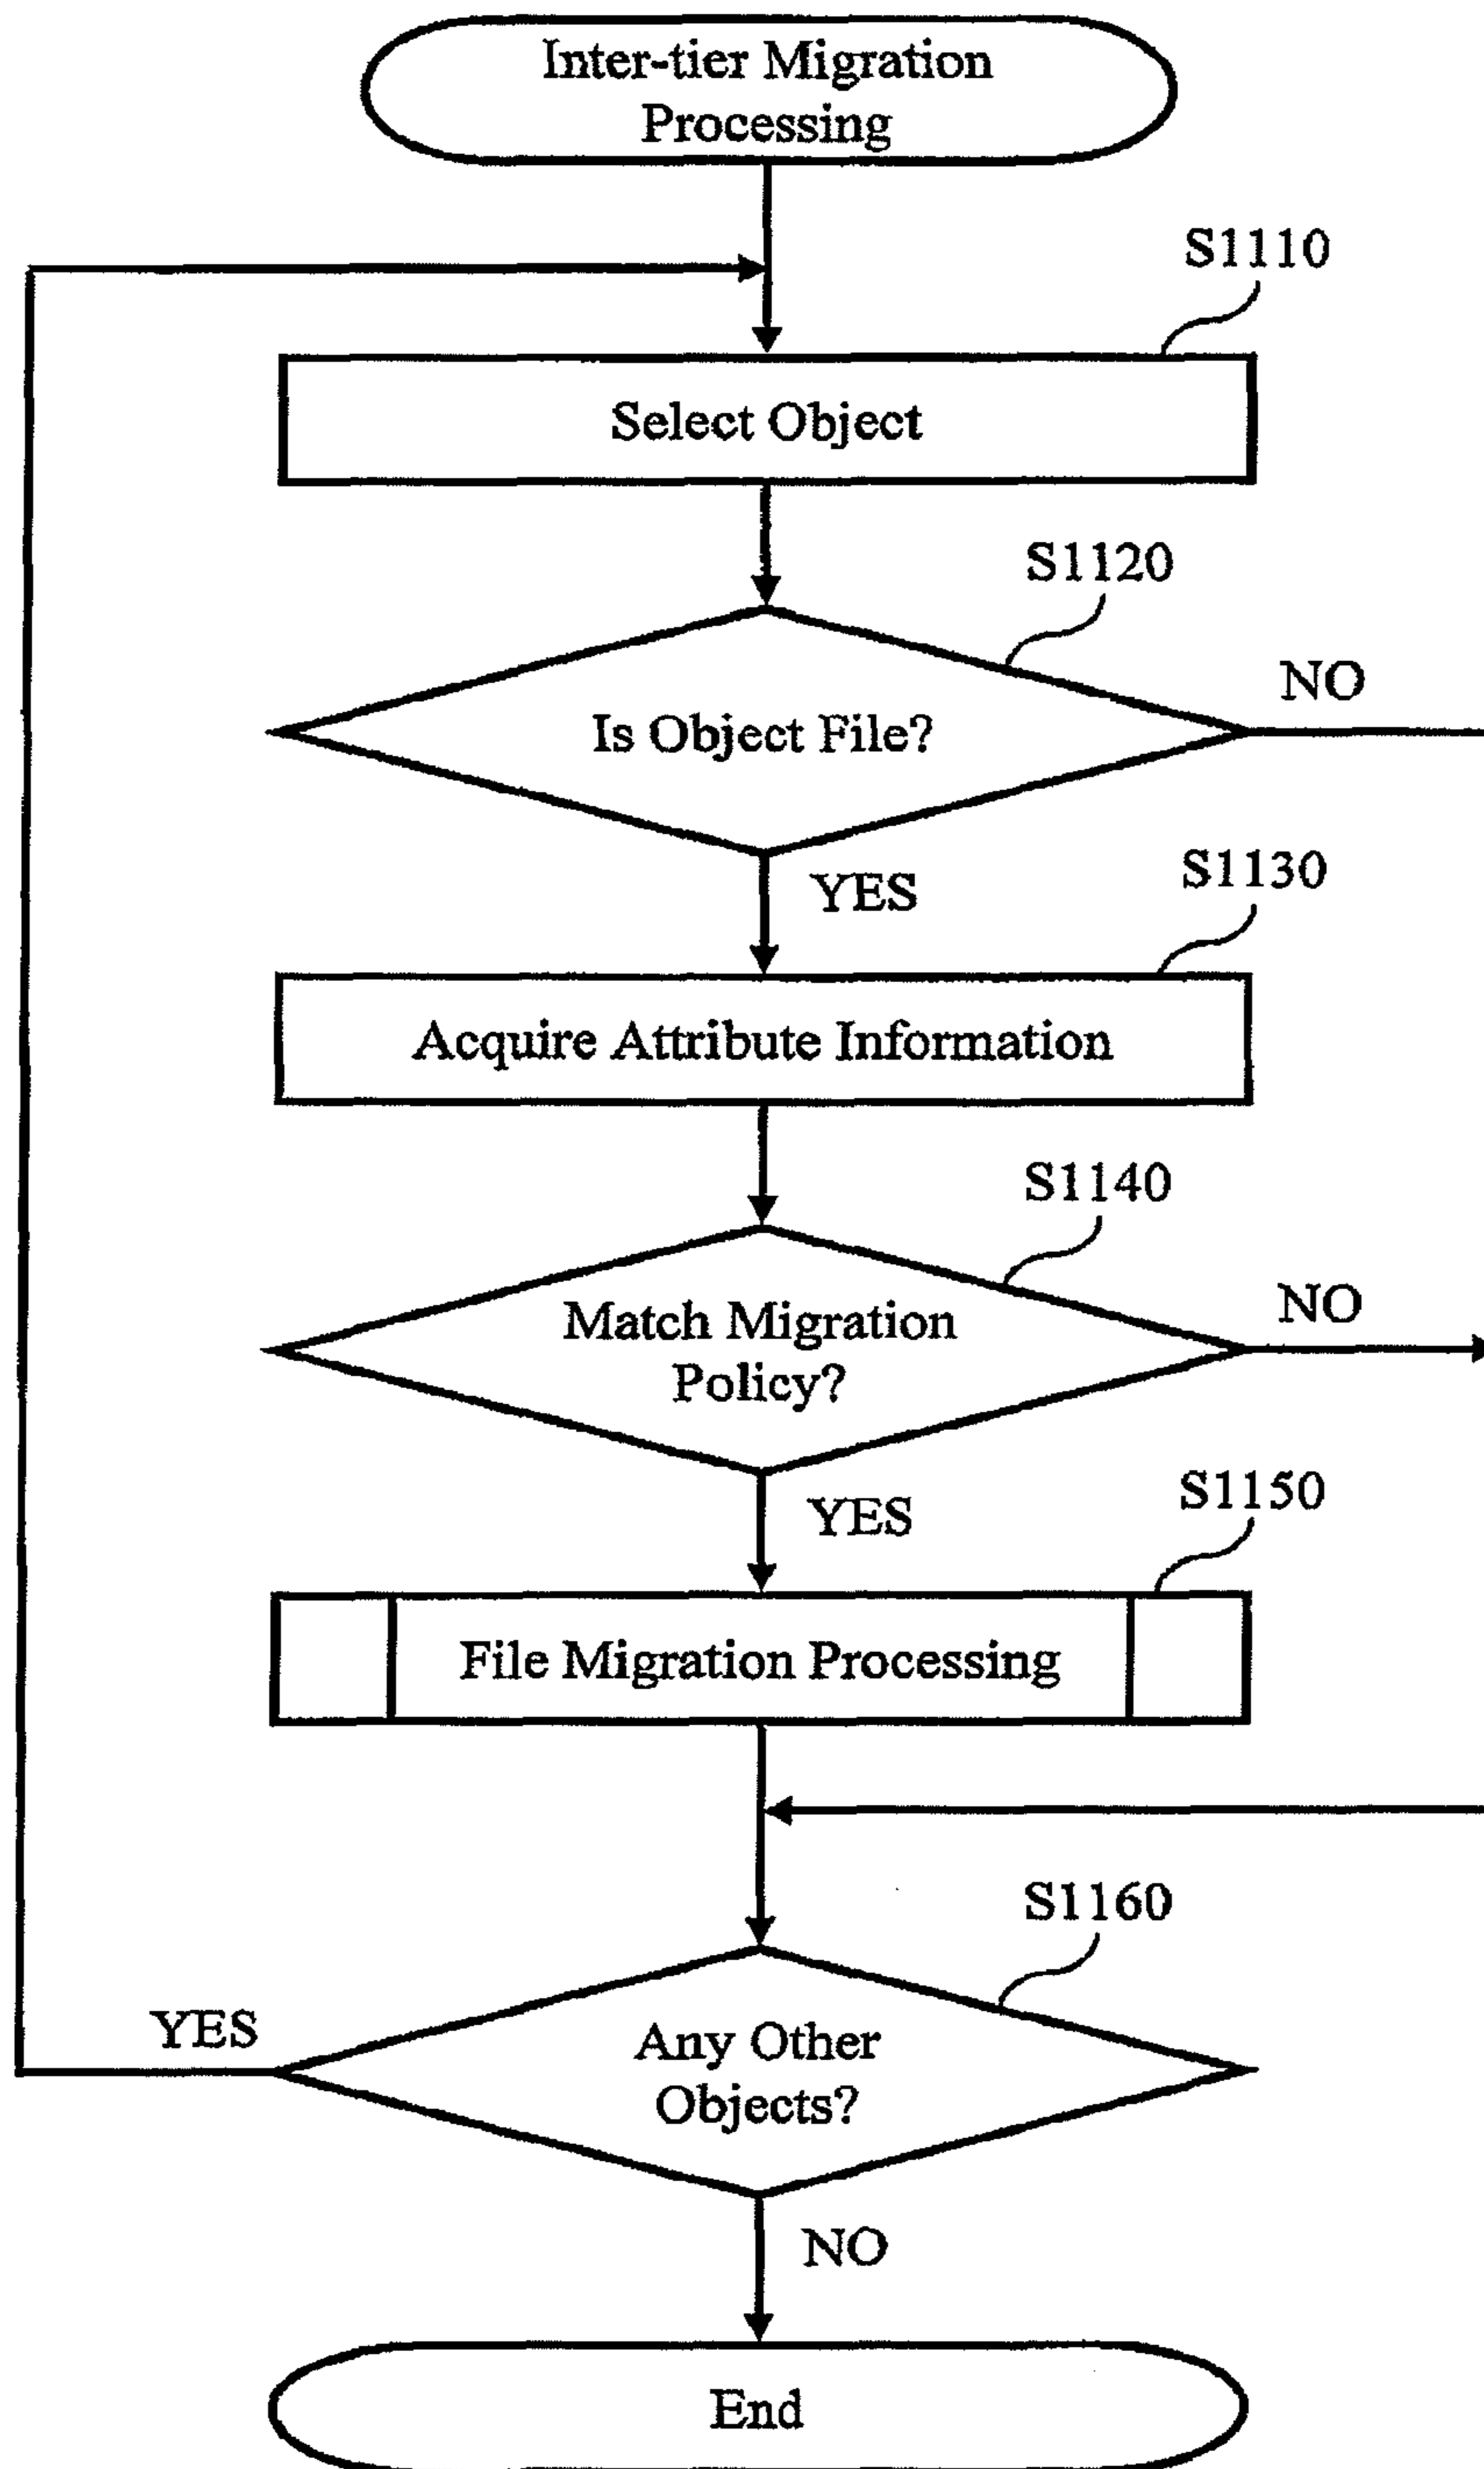 Inter-tier Migration
Processing
S1110
Select Object
S1120
Is Object File?
NO
YES
S1130
Acquire Attribute Information
S1140
Match Migration
Policy?
NO
YES
S1150
File Migration Processing
S1160
Any Other
Objects?
YES
NO
End